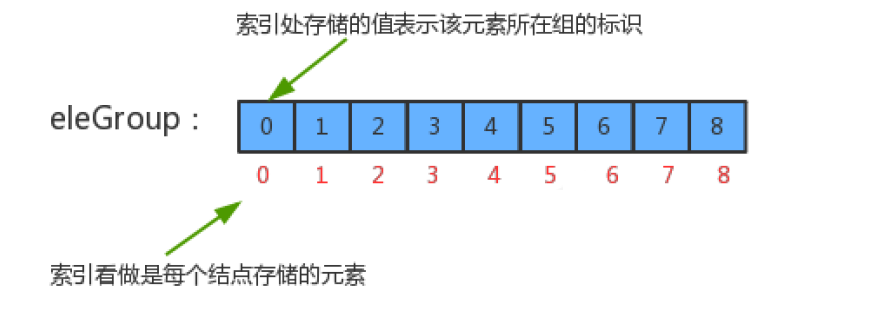 索引处存储的值表示该元素所在组的标识
eleGroup： 0 1 2 3 4 5 6 7 8
0 1 2 3 4 5 6 7 8
索引看做是每个结点存储的元素